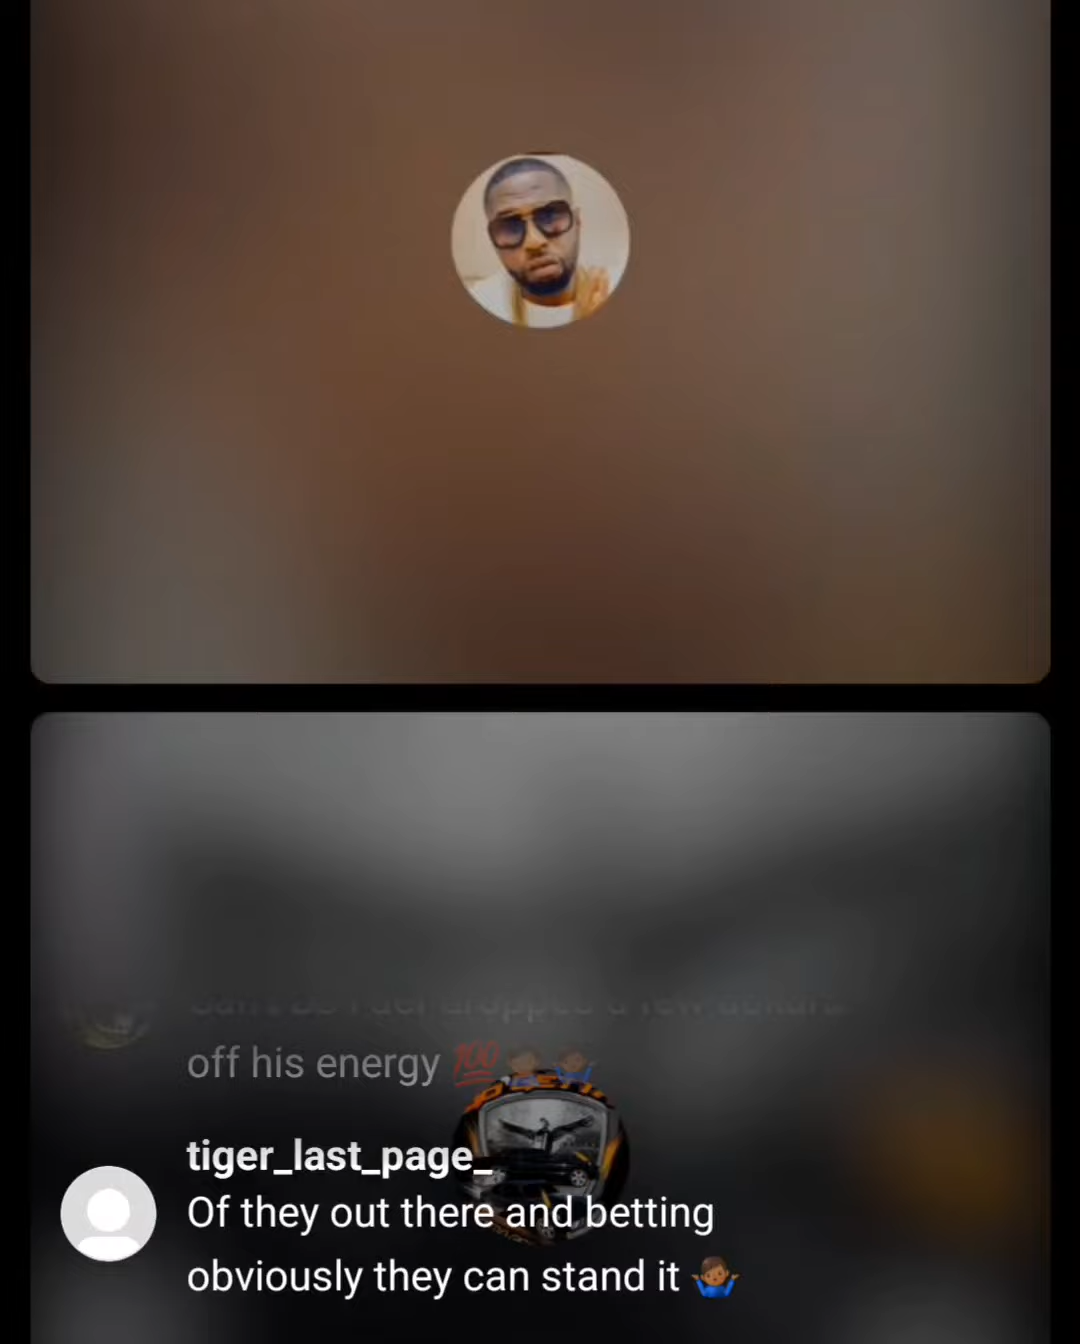 off his energy 💯
tiger_last_page_
Of they out there and betting
obviously they can stand it 🤷🏾‍♂️